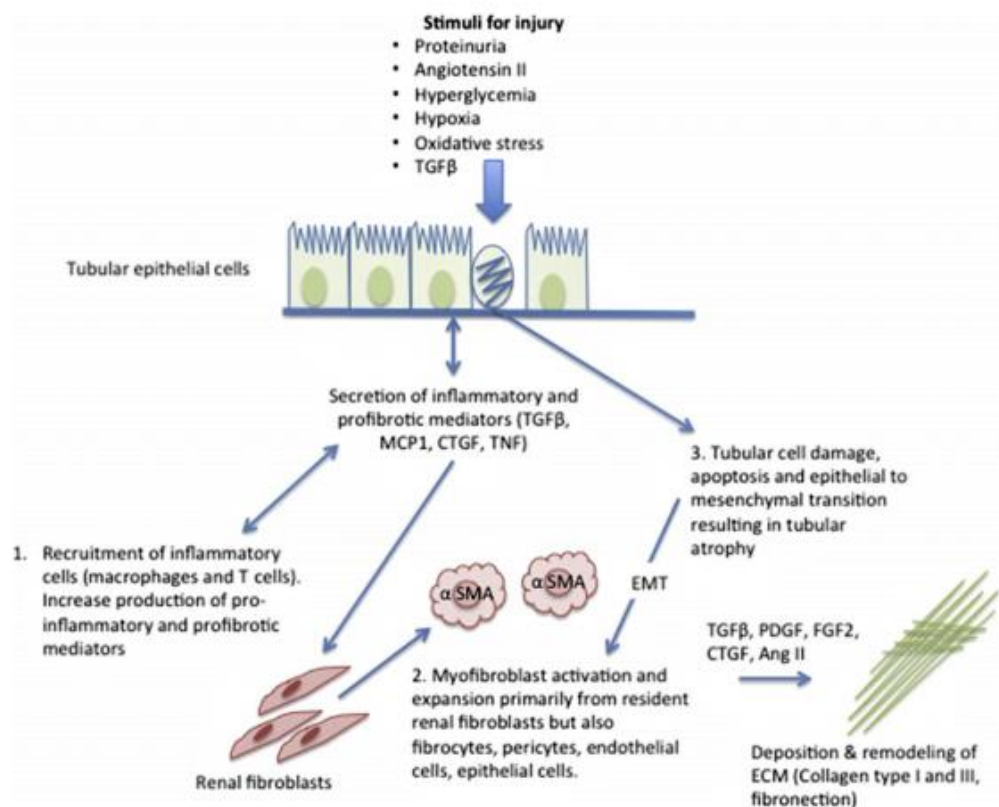 Stimuli for injury
• Proteinuria
• Angiotensin II
• Hyperglycemia
• Hypoxia
• Oxidative stress
• TGFβ
Tubular epithelial cells
Secretion of inflammatory and
profibrotic mediators (TGFβ,
MCP1, CTGF, TNF)
3. Tubular cell damage,
apoptosis and epithelial to
mesenchymal transition
resulting in tubular
atrophy
1. Recruitment of inflammatory
cells (macrophages and T cells).
Increase production of pro-
inflammatory and profibrotic
mediators
α SMA
α SMA
EMT
TGFβ, PDGF, FGF2,
CTGF, Ang II
2. Myofibroblast activation and
expansion primarily from resident
renal fibroblasts but also
fibrocytes, pericytes, endothelial
cells, epithelial cells.
Renal fibroblasts
Deposition & remodeling of
ECM (Collagen type I and III,
fibronection)